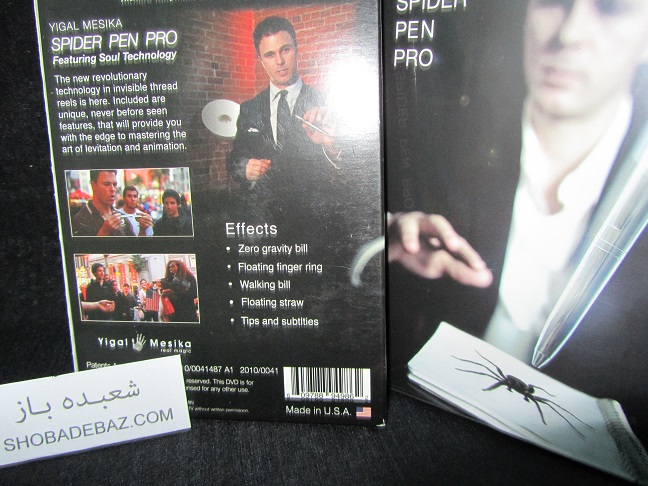 YIGAL MESIKA
SPIDER PEN PRO
Featuring Soul Technology
The new revolutionary
technology in invisible thread
reels is here. Included are
unique, never before seen
features, that will provide you
with the edge to mastering the
art of levitation and animation.
Effects
• Zero gravity bill
• Floating finger ring
• Walking bill
• Floating straw
• Tips and subtitles
Yigal Mesika
real magic
0/0041487 A1 2010/0041
reserved. This DVD is for
for any other use.
without written permission.
Made in U.S.A
SPIDER
PEN
PRO
شعبده باز
SHOBADEBAZ.COM